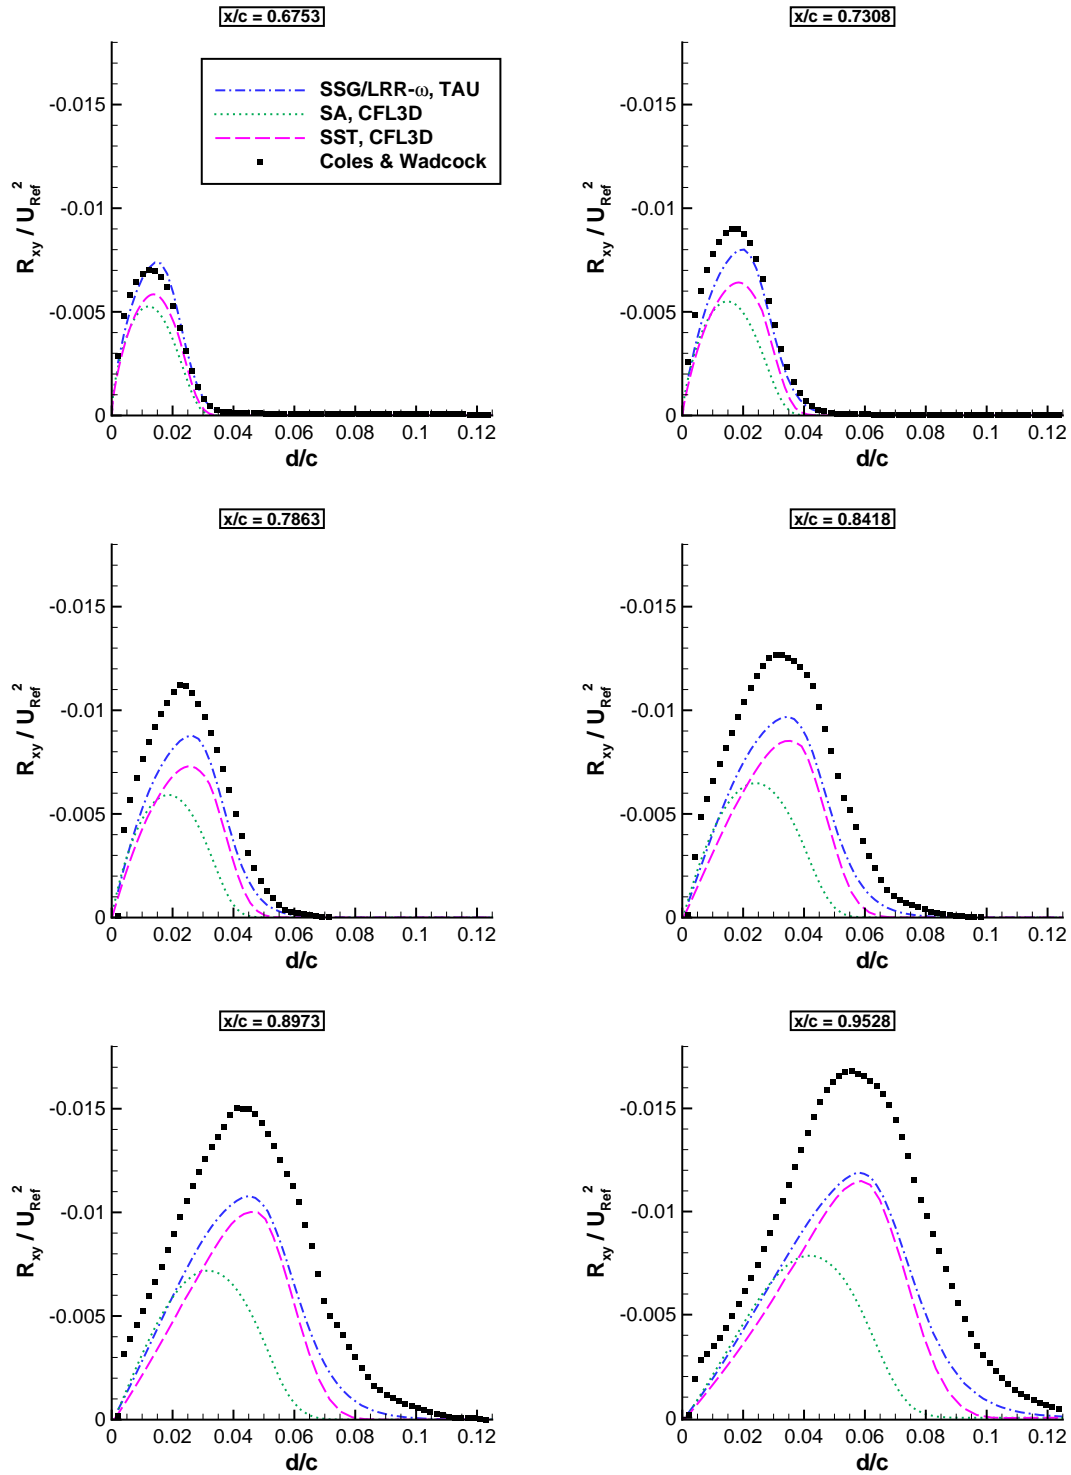 x/c = 0.6753
-0.015
-0.01
-0.005
0
R_xy / U_Ref^2
SSG/LRR-ω, TAU
SA, CFL3D
SST, CFL3D
Coles & Wadcock
0 0.02 0.04 0.06 0.08 0.1 0.12
d/c
x/c = 0.7308
-0.015
-0.01
-0.005
0
R_xy / U_Ref^2
0 0.02 0.04 0.06 0.08 0.1 0.12
d/c
x/c = 0.7863
-0.015
-0.01
-0.005
0
R_xy / U_Ref^2
0 0.02 0.04 0.06 0.08 0.1 0.12
d/c
x/c = 0.8418
-0.015
-0.01
-0.005
0
R_xy / U_Ref^2
0 0.02 0.04 0.06 0.08 0.1 0.12
d/c
x/c = 0.8973
-0.015
-0.01
-0.005
0
R_xy / U_Ref^2
0 0.02 0.04 0.06 0.08 0.1 0.12
d/c
x/c = 0.9528
-0.015
-0.01
-0.005
0
R_xy / U_Ref^2
0 0.02 0.04 0.06 0.08 0.1 0.12
d/c